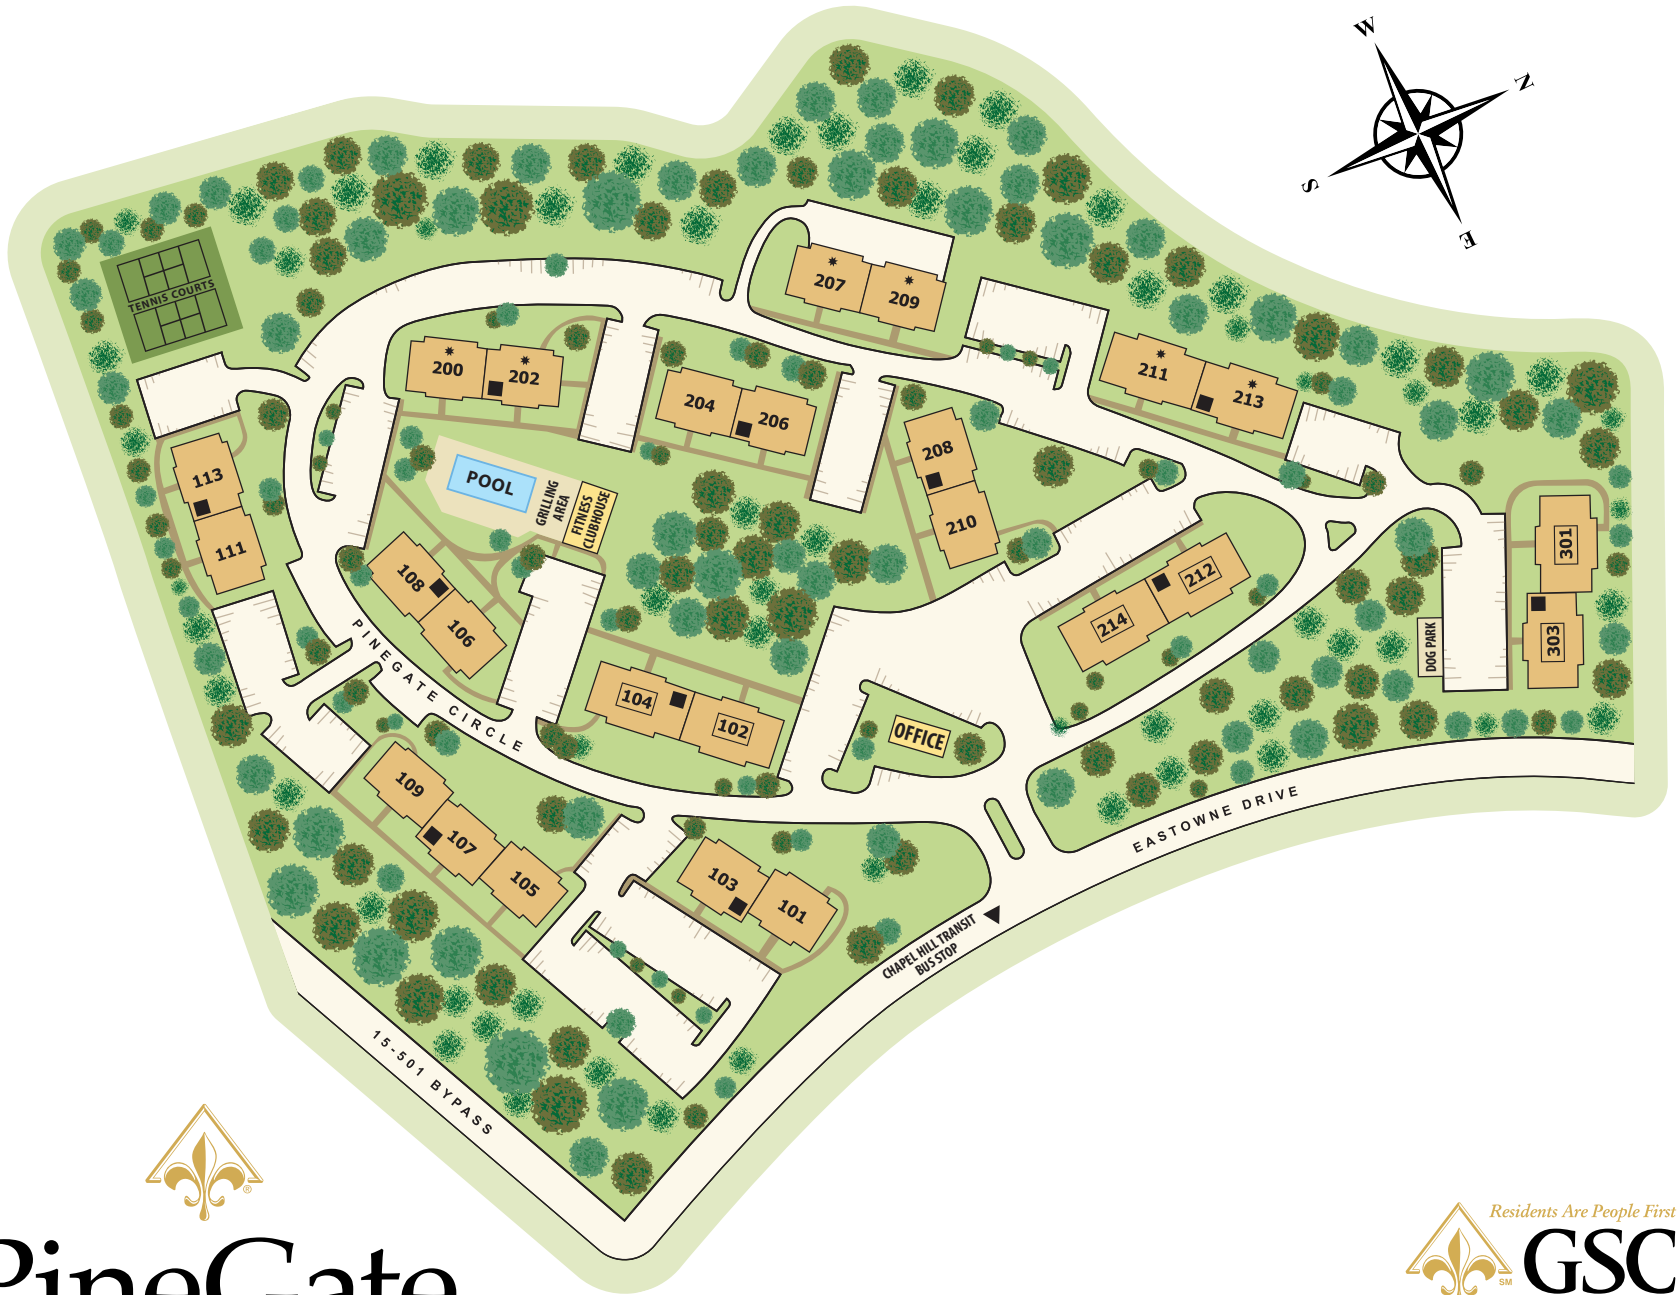 W
N
S
E
TENNIS COURTS
207
209
200
202
204
206
211
213
208
210
POOL
GRILLING
AREA
FITNESS
CLUBHOUSE
113
111
108
106
212
214
301
303
DOG PARK
PINEGATE CIRCLE
104
102
OFFICE
109
107
105
103
101
EASTOWNE DRIVE
CHAPEL HILL TRANSIT
BUS STOP
15-501 BYPASS
®
PineGate
Residents Are People First
GSC
SM